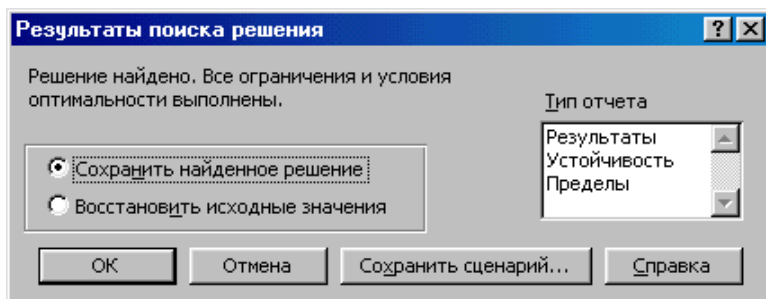 Результаты поиска решения
Решение найдено. Все ограничения и условия
оптимальности выполнены.
Тип отчета
Результаты
Устойчивость
Пределы
Сохранить найденное решение
Восстановить исходные значения
ОК
Отмена
Сохранить сценарий...
Справка